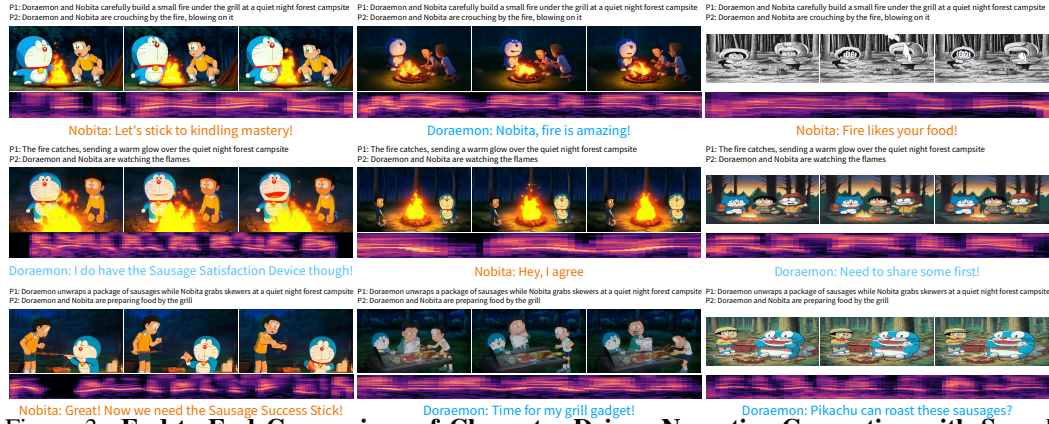 P1: Doraemon and Nobita carefully build a small fire under the grill at a quiet night forest campsite
P2: Doraemon and Nobita are crouching by the fire, blowing on it
Nobita: Let's stick to kindling mastery!
P1: Doraemon and Nobita carefully build a small fire under the grill at a quiet night forest campsite
P2: Doraemon and Nobita are crouching by the fire, blowing on it
Doraemon: Nobita, fire is amazing!
P1: Doraemon and Nobita carefully build a small fire under the grill at a quiet night forest campsite
P2: Doraemon and Nobita are crouching by the fire, blowing on it
Nobita: Fire likes your food!
P1: The fire catches, sending a warm glow over the quiet night forest campsite
P2: Doraemon and Nobita are watching the flames
Doraemon: I do have the Sausage Satisfaction Device though!
P1: The fire catches, sending a warm glow over the quiet night forest campsite
P2: Doraemon and Nobita are watching the flames
Nobita: Hey, I agree
P1: The fire catches, sending a warm glow over the quiet night forest campsite
P2: Doraemon and Nobita are watching the flames
Doraemon: Need to share some first!
P1: Doraemon unwraps a package of sausages while Nobita grabs skewers at a quiet night forest campsite
P2: Doraemon and Nobita are preparing food by the grill
Nobita: Great! Now we need the Sausage Success Stick!
P1: Doraemon unwraps a package of sausages while Nobita grabs skewers at a quiet night forest campsite
P2: Doraemon and Nobita are preparing food by the grill
Doraemon: Time for my grill gadget!
P1: Doraemon unwraps a package of sausages while Nobita grabs skewers at a quiet night forest campsite
P2: Doraemon and Nobita are preparing food by the grill
Doraemon: Pikachu can roast these sausages?